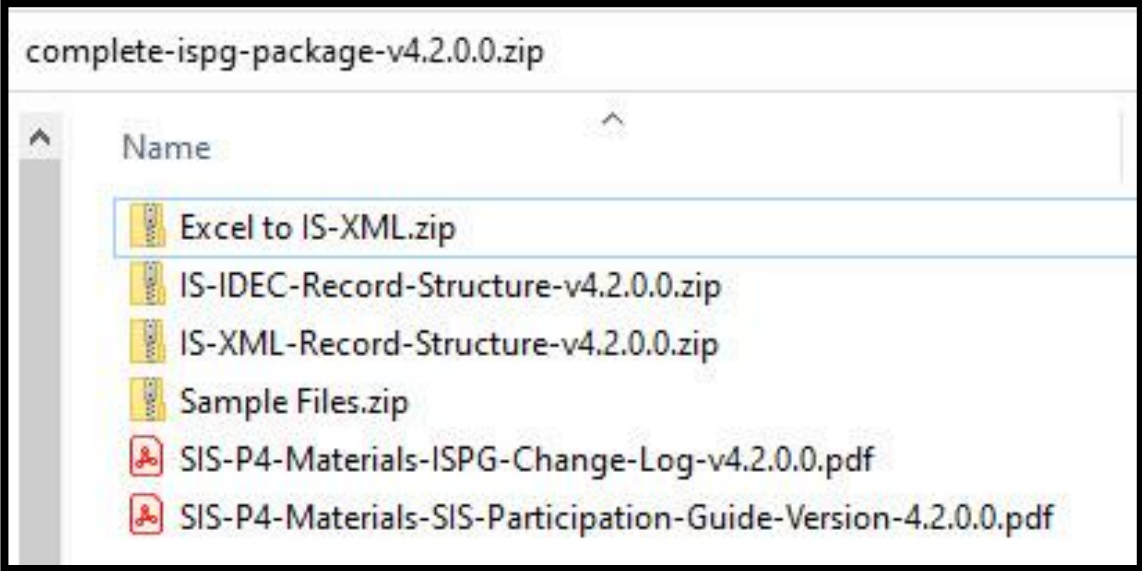 complete-ispg-package-v4.2.0.0.zip
Name
Excel to IS-XML.zip
IS-IDEC-Record-Structure-v4.2.0.0.zip
IS-XML-Record-Structure-v4.2.0.0.zip
Sample Files.zip
SIS-P4-Materials-ISPG-Change-Log-v4.2.0.0.pdf
SIS-P4-Materials-SIS-Participation-Guide-Version-4.2.0.0.pdf